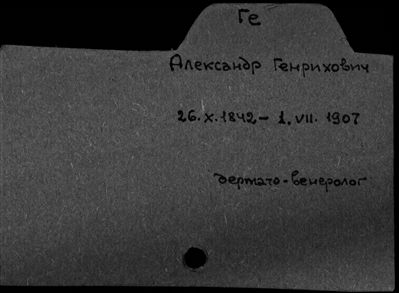 Ге
Александр Генрихович
26.X.1842 - 1.VII.1907
дермато-венеролог